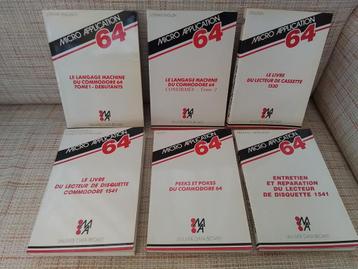 MICRO APPLICATION
64
LE LANGAGE MACHINE
DU COMMODORE 64
TOME 1 - DEBUTANTS
MICRO APPLICATION
64
LE LANGAGE MACHINE
DU COMMODORE 64
CONFIRMÉS - Tome 2
MICRO APPLICATION
64
LE LIVRE
DU LECTEUR DE CASSETTE
1530
MICRO APPLICATION
64
LE LIVRE
DU LECTEUR DE DISQUETTE
COMMODORE 1541
MICRO APPLICATION
64
PEEKS ET POKES
DU COMMODORE 64
MICRO APPLICATION
64
ENTRETIEN
ET REPARATION DU
LECTEUR
DE DISQUETTE 1541